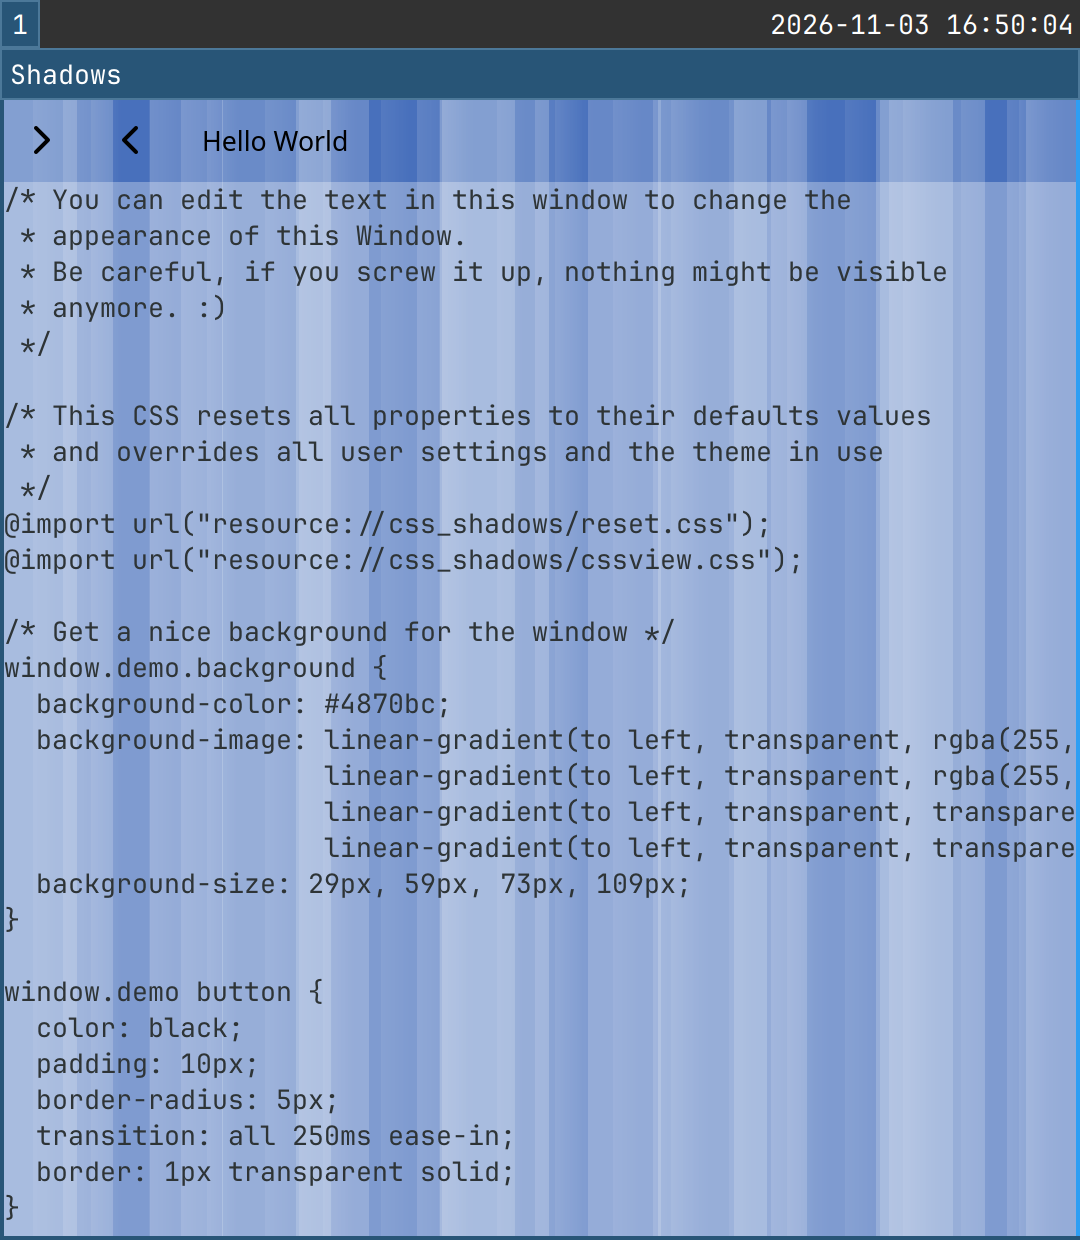 1 2026-11-03 16:50:04
Shadows
Hello World
/* You can edit the text in this window to change the
 * appearance of this Window.
 * Be careful, if you screw it up, nothing might be visible
 * anymore. :)
 */

/* This CSS resets all properties to their defaults values
 * and overrides all user settings and the theme in use
 */
@import url("resource://css_shadows/reset.css");
@import url("resource://css_shadows/cssview.css");

/* Get a nice background for the window */
window.demo.background {
  background-color: #4870bc;
  background-image: linear-gradient(to left, transparent, rgba(255,
                    linear-gradient(to left, transparent, rgba(255,
                    linear-gradient(to left, transparent, transpare
                    linear-gradient(to left, transparent, transpare
  background-size: 29px, 59px, 73px, 109px;
}

window.demo button {
  color: black;
  padding: 10px;
  border-radius: 5px;
  transition: all 250ms ease-in;
  border: 1px transparent solid;
}